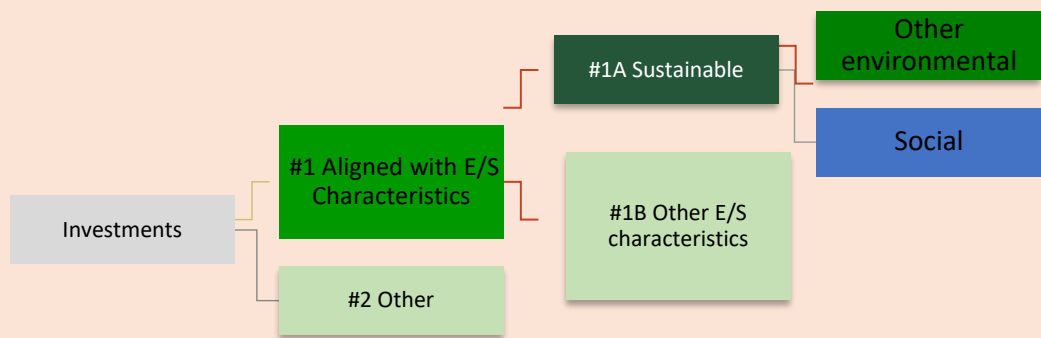 Investments
#1 Aligned with E/S
Characteristics
#2 Other
#1A Sustainable
#1B Other E/S
characteristics
Other
environmental
Social